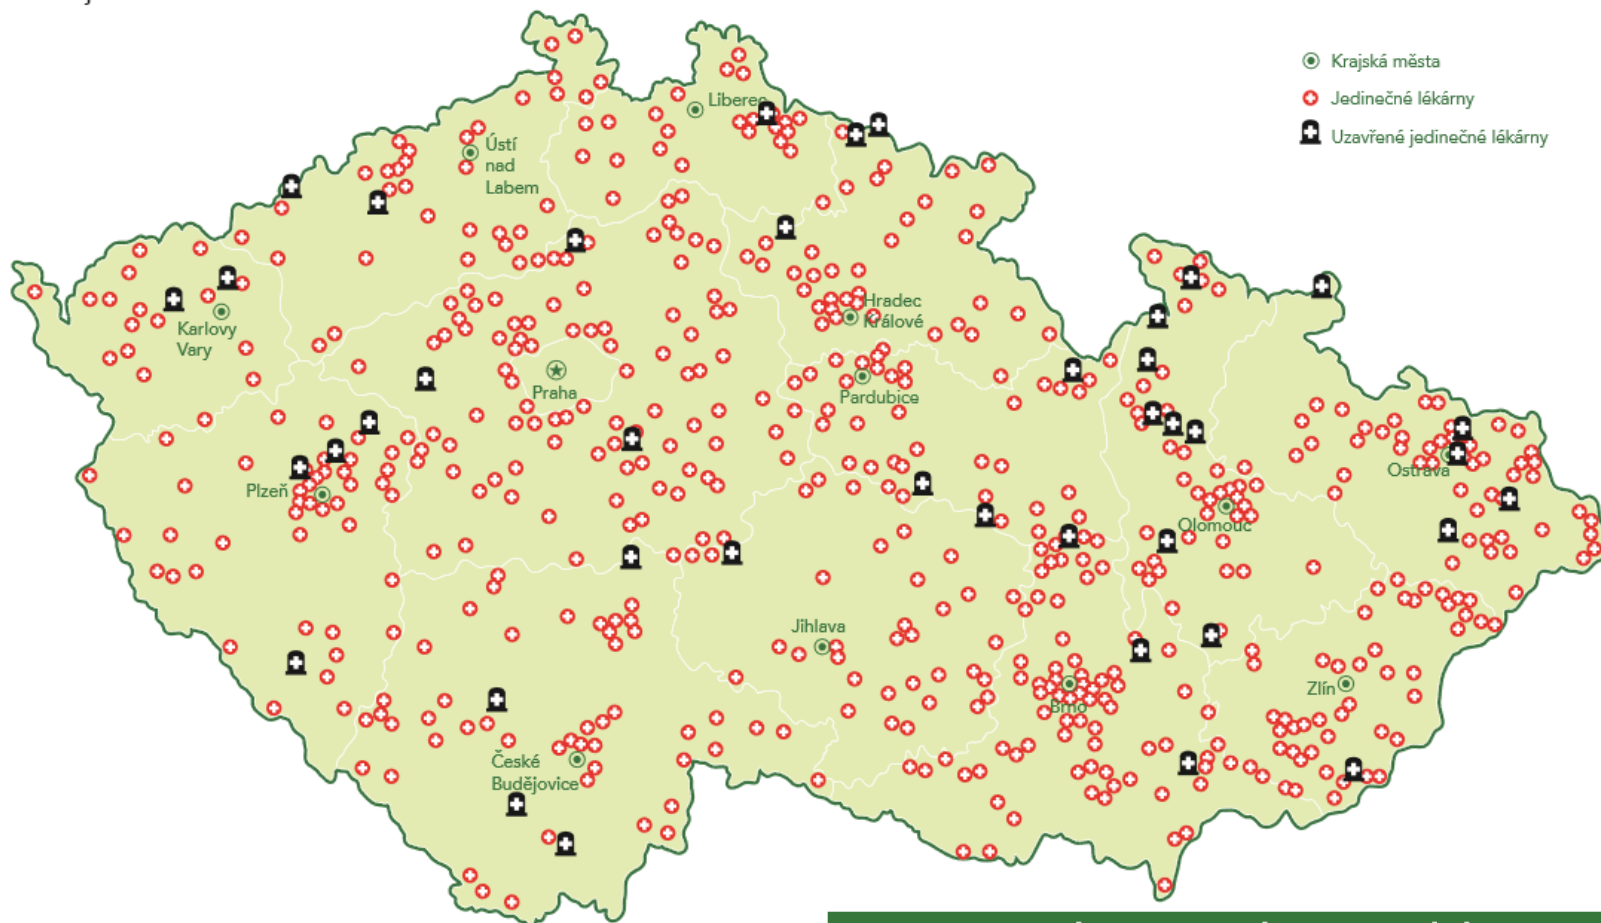 Krajská města
Jedinečné lékárny
Uzavřené jedinečné lékárny
Liberec
Ústí
nad
Labem
Karlovy
Vary
Hradec
Králové
Praha
Pardubice
Plzeň
Ostrava
Olomouc
Jihlava
Brno
Zlín
České
Budějovice